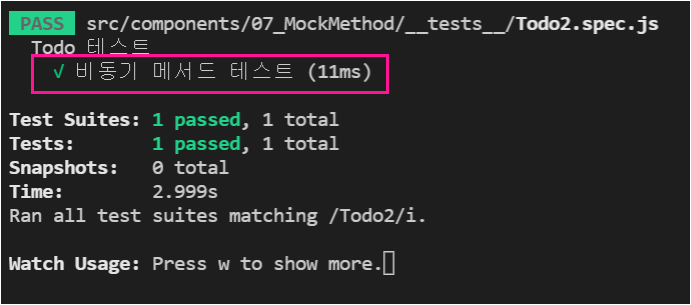 PASS src/components/07_MockMethod/__tests__/Todo2.spec.js
Todo 테스트
√ 비동기 메서드 테스트 (11ms)
Test Suites: 1 passed, 1 total
Tests: 1 passed, 1 total
Snapshots: 0 total
Time: 2.999s
Ran all test suites matching /Todo2/i.
Watch Usage: Press w to show more.